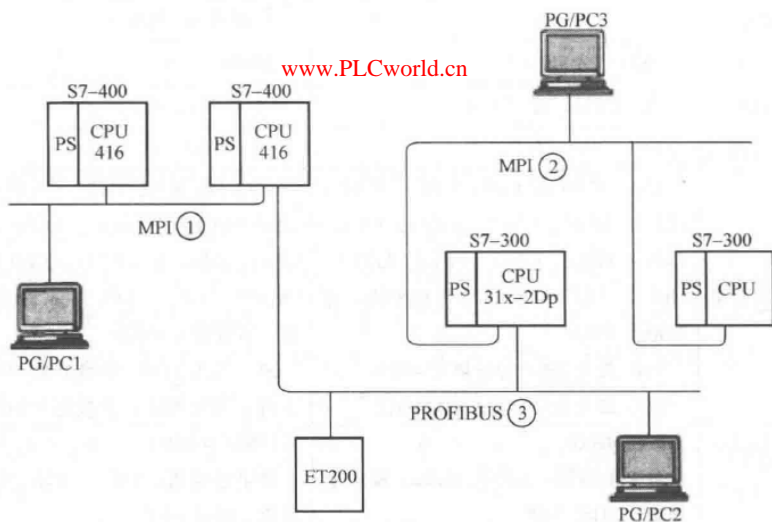 PG/PC3
www.PLCworld.cn
S7-400
S7-400
PS
CPU
416
PS
CPU
416
MPI ②
MPI ①
S7-300
S7-300
PS
CPU
31x-2Dp
PS
CPU
PG/PC1
PROFIBUS ③
ET200
PG/PC2